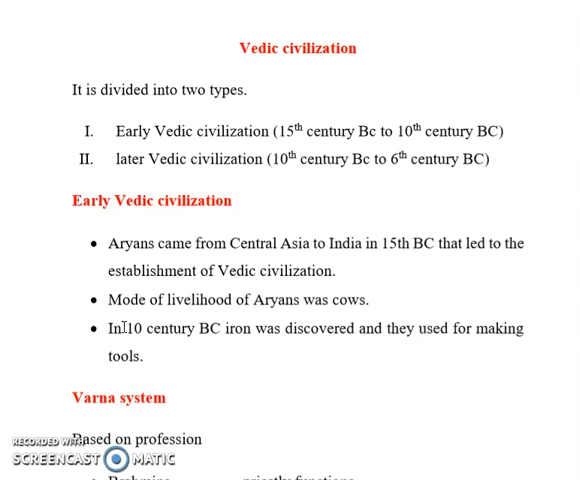 Vedic civilization
It is divided into two types.
I. Early Vedic civilization (15th century Bc to 10th century BC)
II. later Vedic civilization (10th century Bc to 6th century BC)
Early Vedic civilization
• Aryans came from Central Asia to India in 15th BC that led to the
establishment of Vedic civilization.
• Mode of livelihood of Aryans was cows.
• In 10 century BC iron was discovered and they used for making
tools.
Varna system
Based on profession
RECORDED WITH
SCREENCAST MATIC
• Brahmins priestly functions